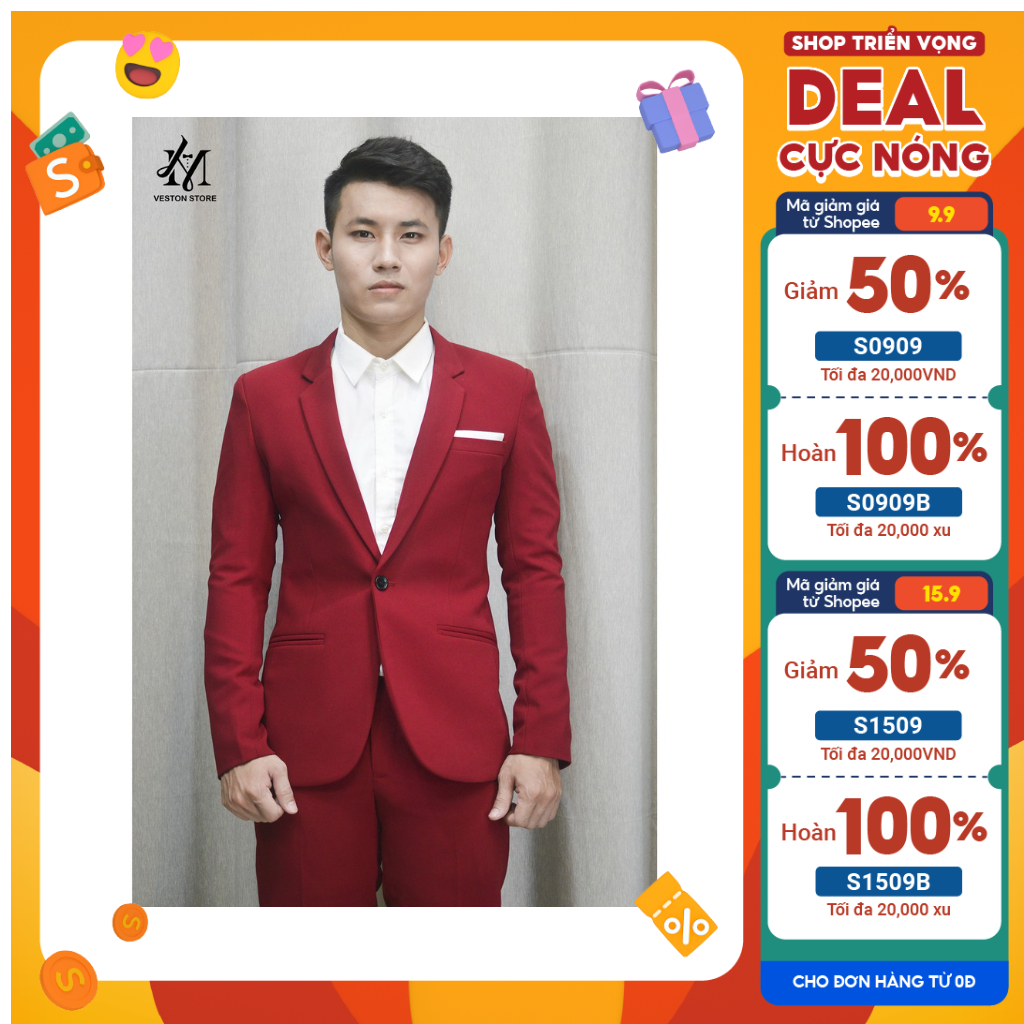 VESTON STORE
SHOP TRIỂN VỌNG
DEAL
CỰC NÓNG
Mã giảm giá
từ Shopee
9.9
Giảm 50%
S0909
Tối đa 20,000VND
Hoàn 100%
S0909B
Tối đa 20,000 xu
Mã giảm giá
từ Shopee
15.9
Giảm 50%
S1509
Tối đa 20,000VND
Hoàn 100%
S1509B
Tối đa 20,000 xu
CHO ĐƠN HÀNG TỪ 0Đ
S
%
S
S